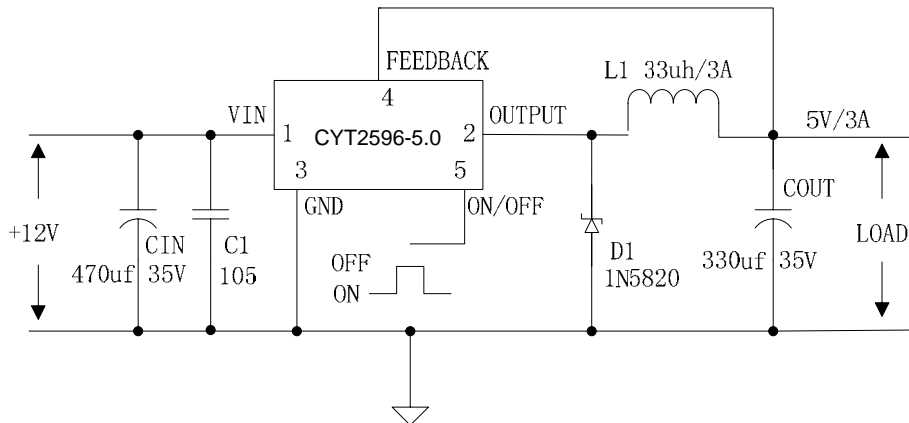 FEEDBACK
L1 33uh/3A
4
VIN
OUTPUT
5V/3A
1
CYT2596-5.0
2
3
5
GND
ON/OFF
COUT
+12V
CIN
C1
OFF
D1
LOAD
470uf 35V
105
ON
1N5820
330uf 35V